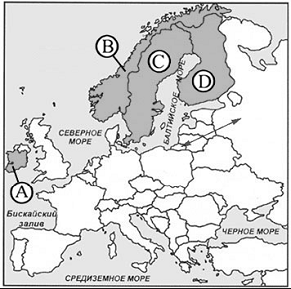 B
C
D
БАЛТИЙСКОЕ МОРЕ
СЕВЕРНОЕ
МОРЕ
A
Бискайский
залив
ЧЕРНОЕ МОРЕ
СРЕДИЗЕМНОЕ МОРЕ